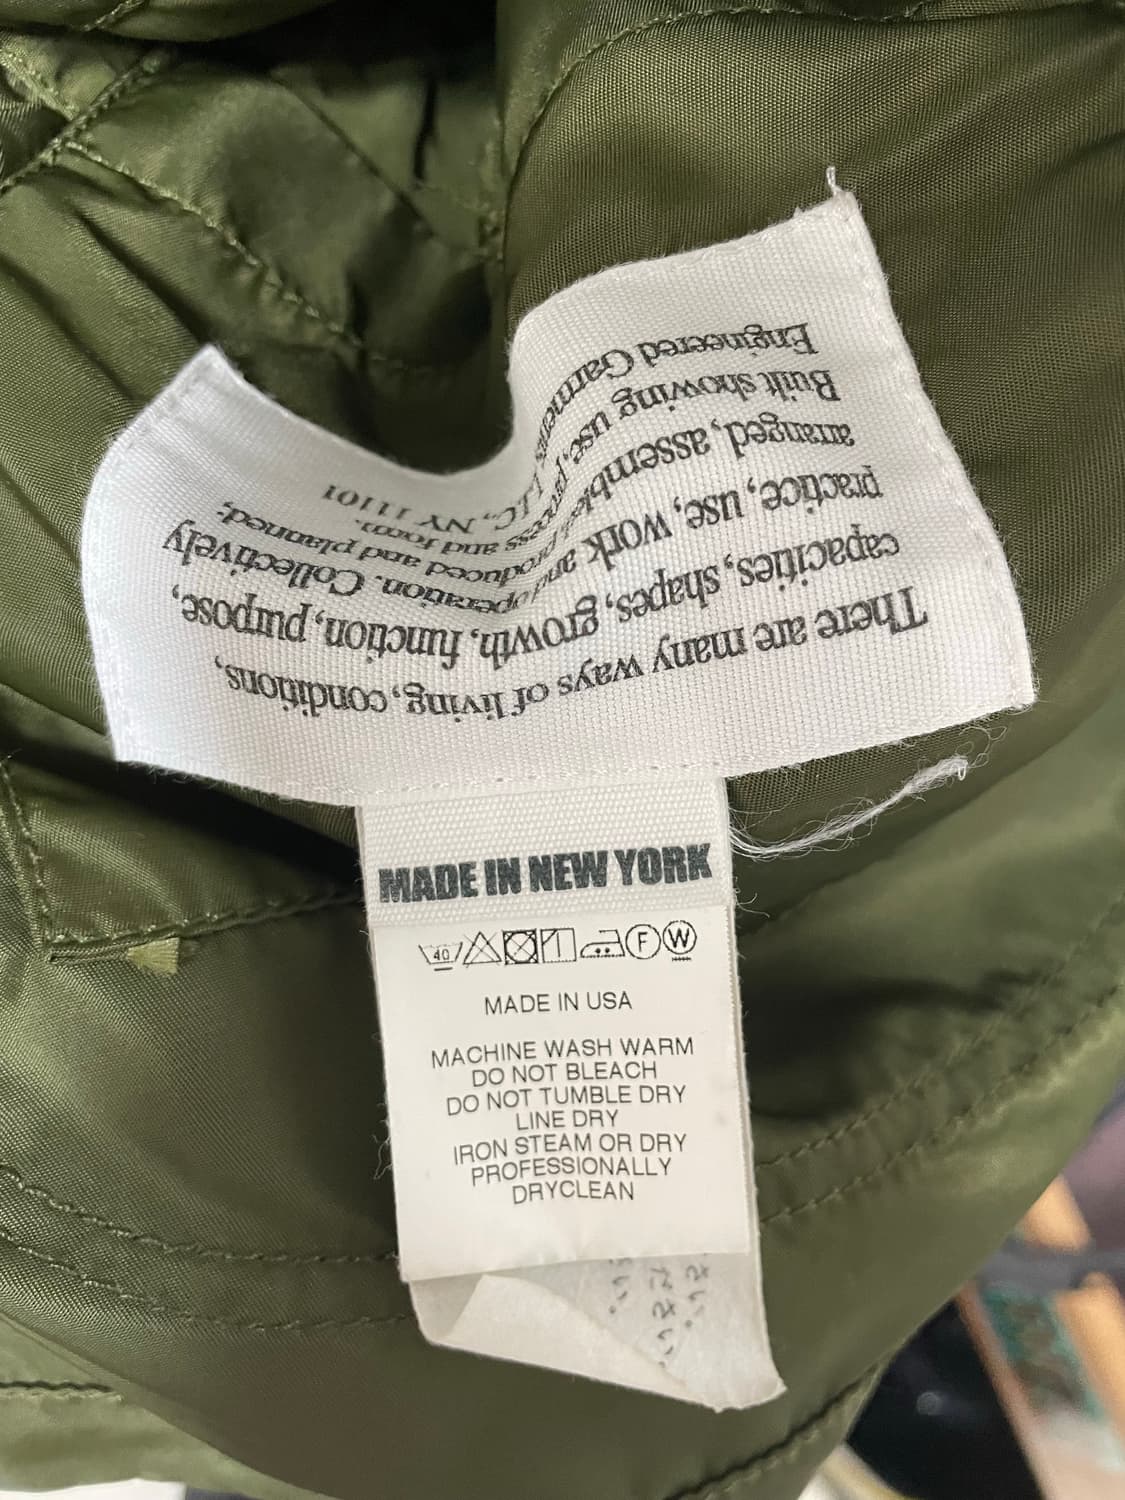 There are many ways of living, conditions,
capacities, shapes, growth, function, purpose,
practice, use, work and operation. Collectively
arranged, assembled, produced and planned;
Built showing use, process and form.
Engineered Garments, NY 11101
MADE IN NEW YORK
40 F W
MADE IN USA
MACHINE WASH WARM
DO NOT BLEACH
DO NOT TUMBLE DRY
LINE DRY
IRON STEAM OR DRY
PROFESSIONALLY
DRYCLEAN